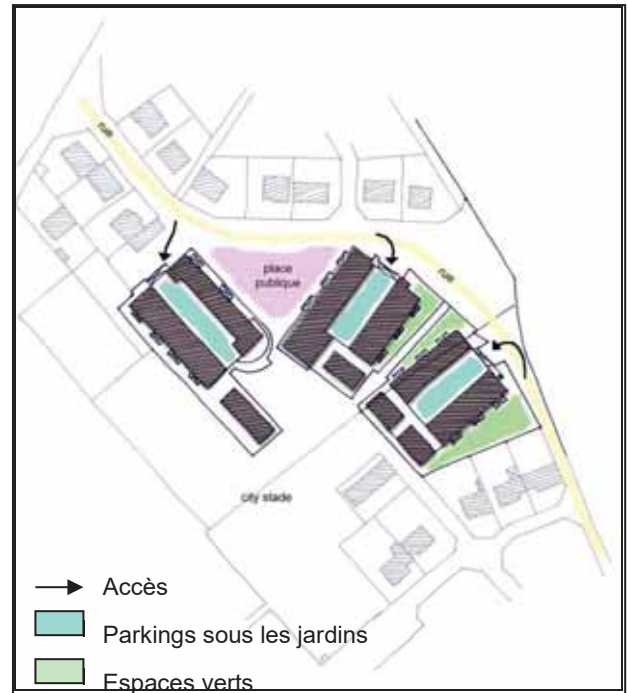 rue
place
publique
rue
city stade
Accès
Parkings sous les jardins
Espaces verts